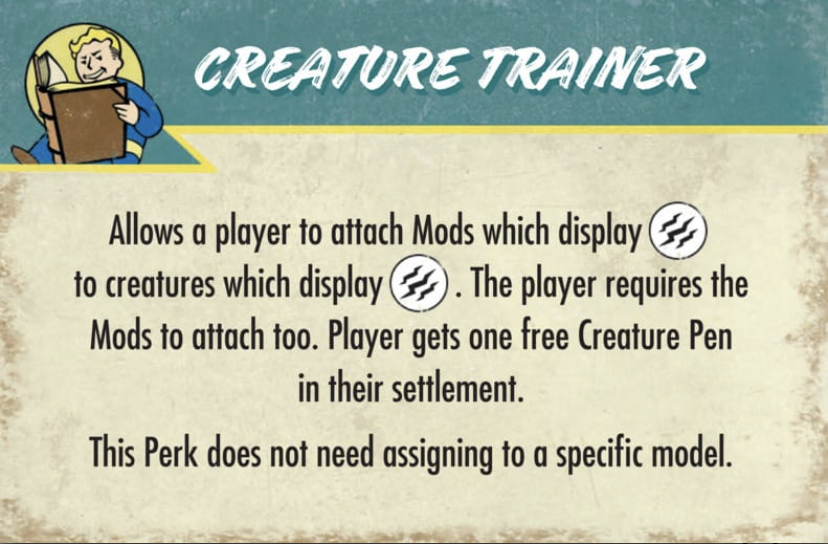 CREATURE TRAINER
Allows a player to attach Mods which display
to creatures which display . The player requires the
Mods to attach too. Player gets one free Creature Pen
in their settlement.
This Perk does not need assigning to a specific model.